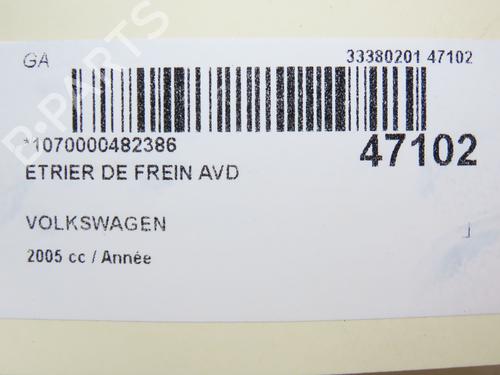 GA
33380201 47102
*1070000482386
47102
ETRIER DE FREIN AVD
VOLKSWAGEN
2005 cc / Année
B-PARTS